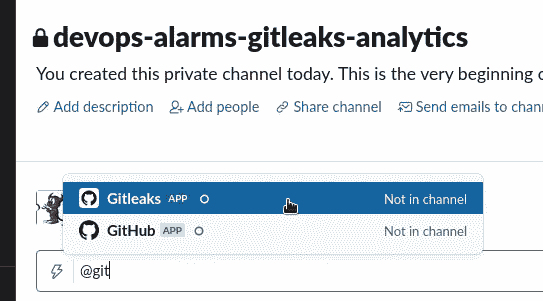 devops-alarms-gitleaks-analytics
You created this private channel today. This is the very beginning
Add description Add people Share channel Send emails to chan
Gitleaks APP Not in channel
GitHub APP Not in channel
@git